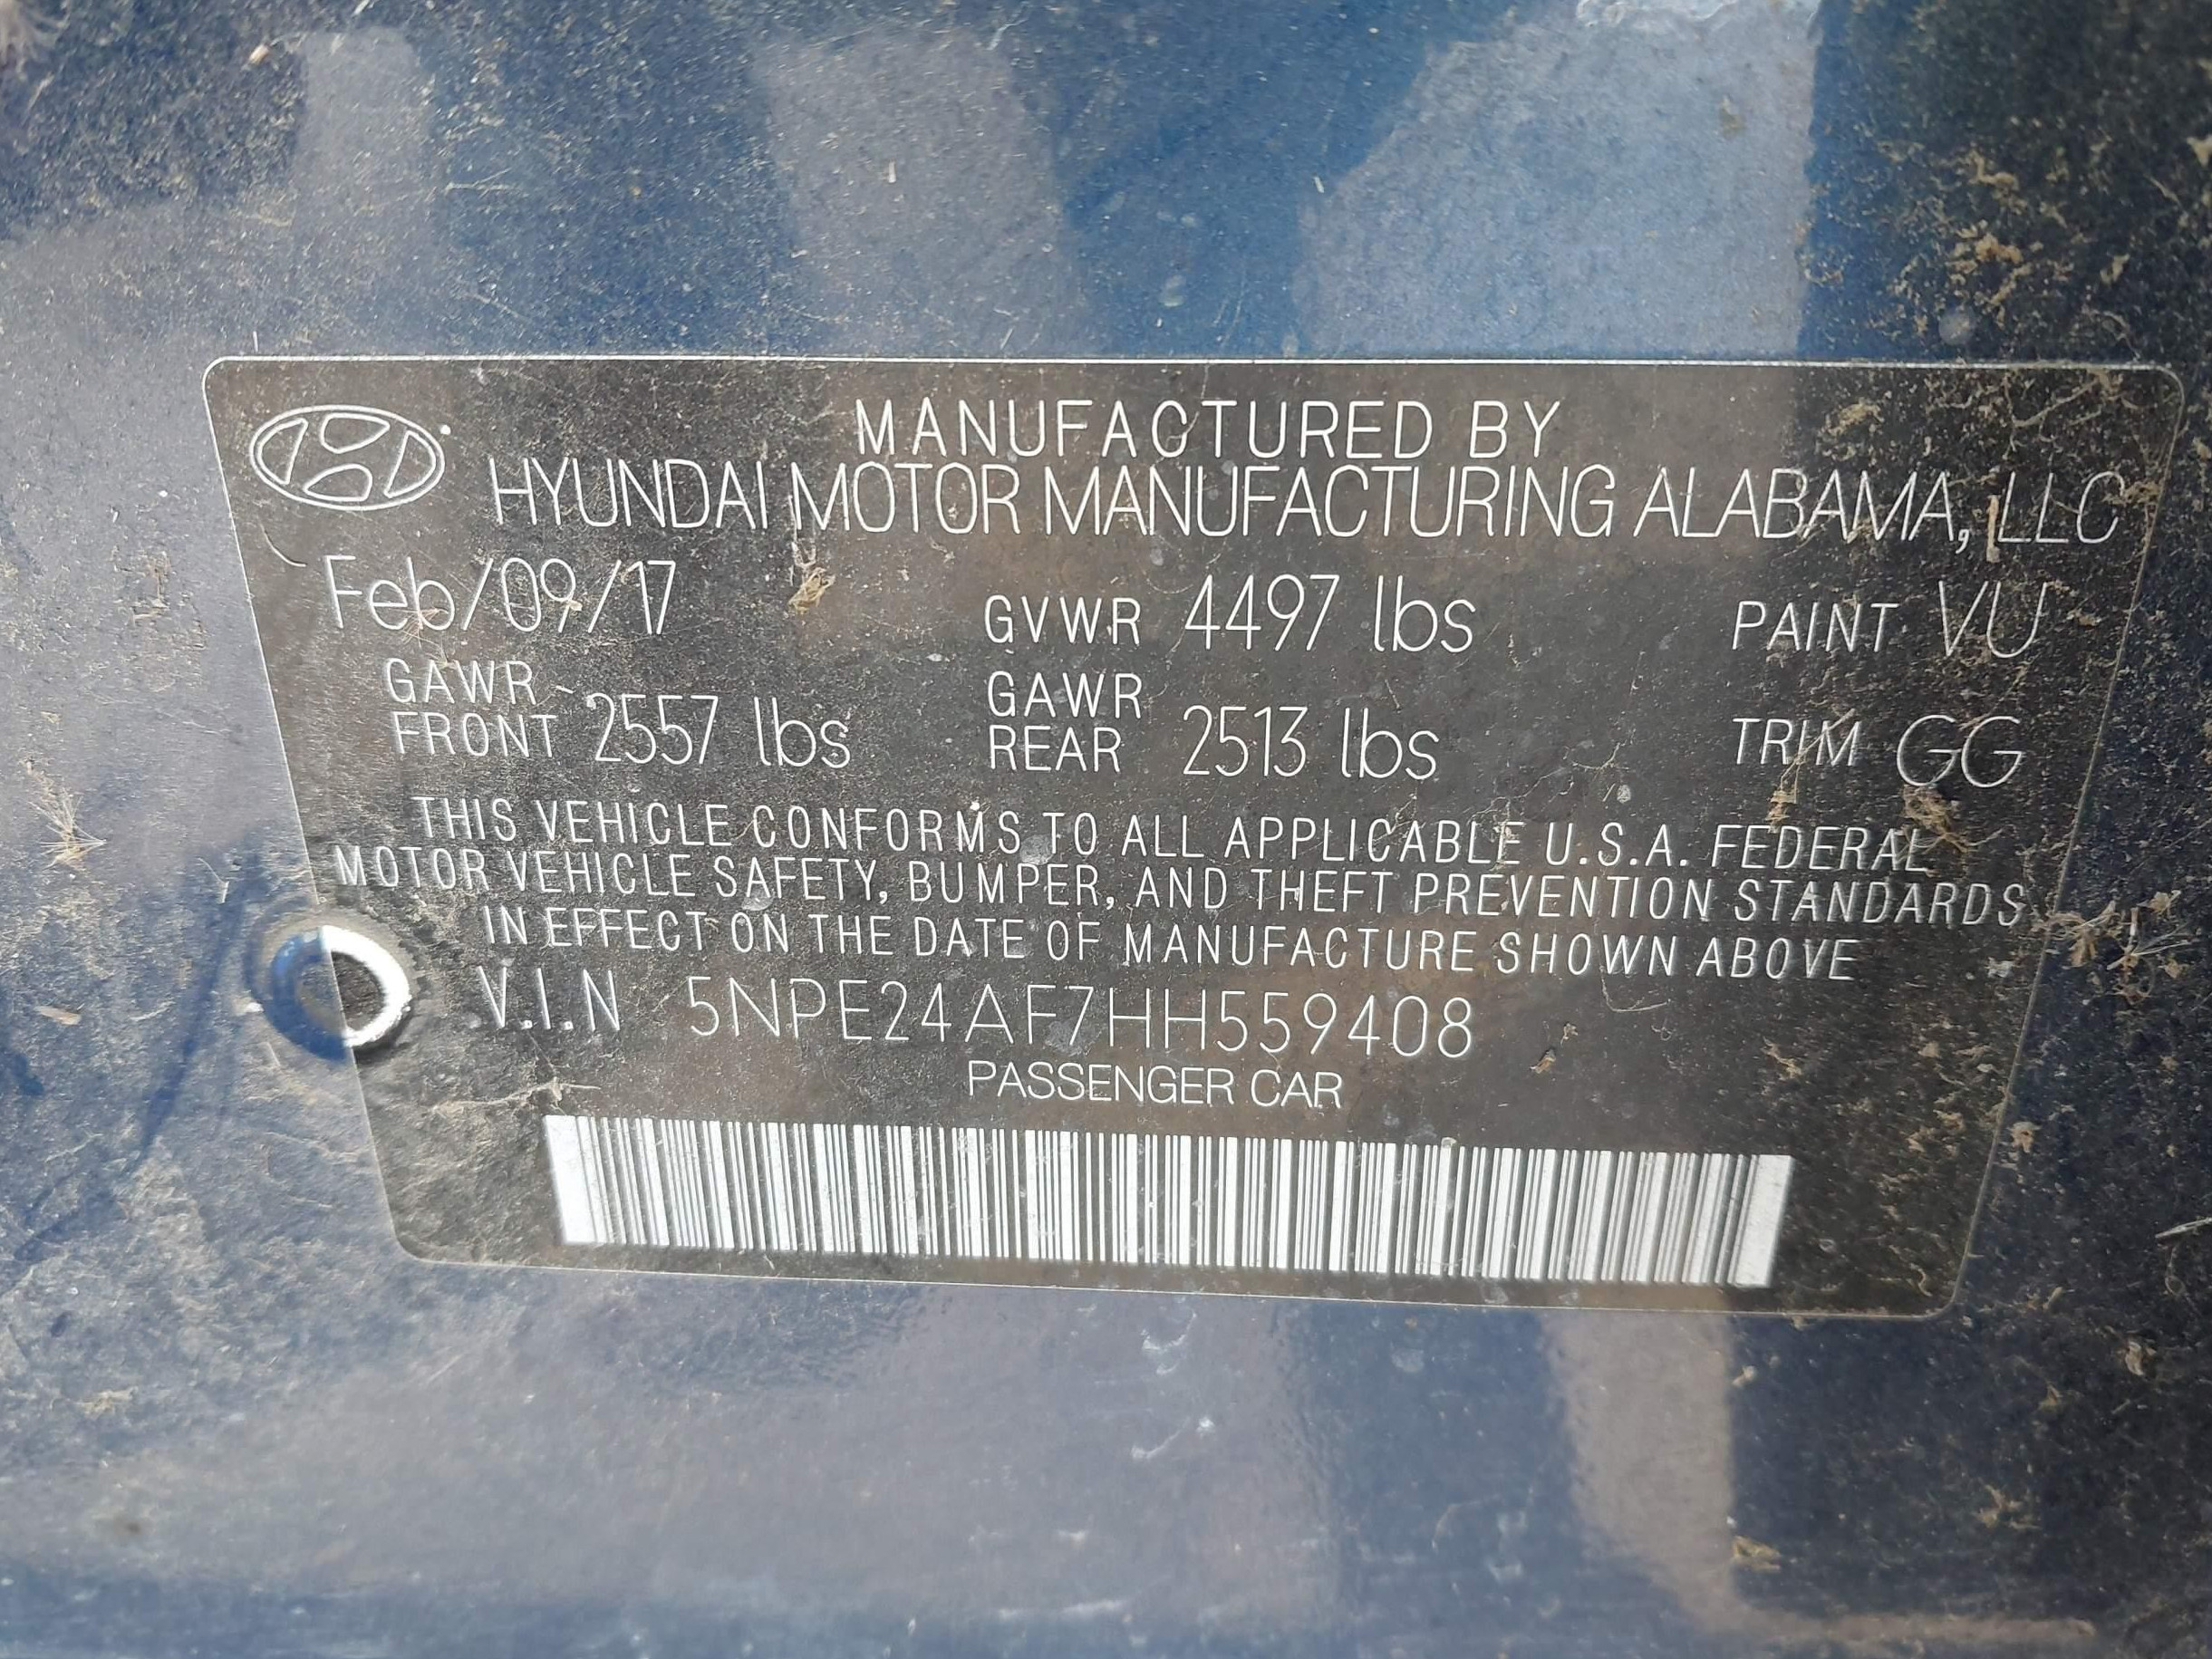 MANUFACTURED BY
HYUNDAI MOTOR MANUFACTURING ALABAMA, LLC
Feb/09/17 GVWR 4497 lbs PAINT VU
GAWR FRONT 2557 lbs GAWR REAR 2513 lbs TRIM GG
THIS VEHICLE CONFORMS TO ALL APPLICABLE U.S.A. FEDERAL
MOTOR VEHICLE SAFETY, BUMPER, AND THEFT PREVENTION STANDARDS
IN EFFECT ON THE DATE OF MANUFACTURE SHOWN ABOVE
V.I.N 5NPE24AF7HH559408
PASSENGER CAR